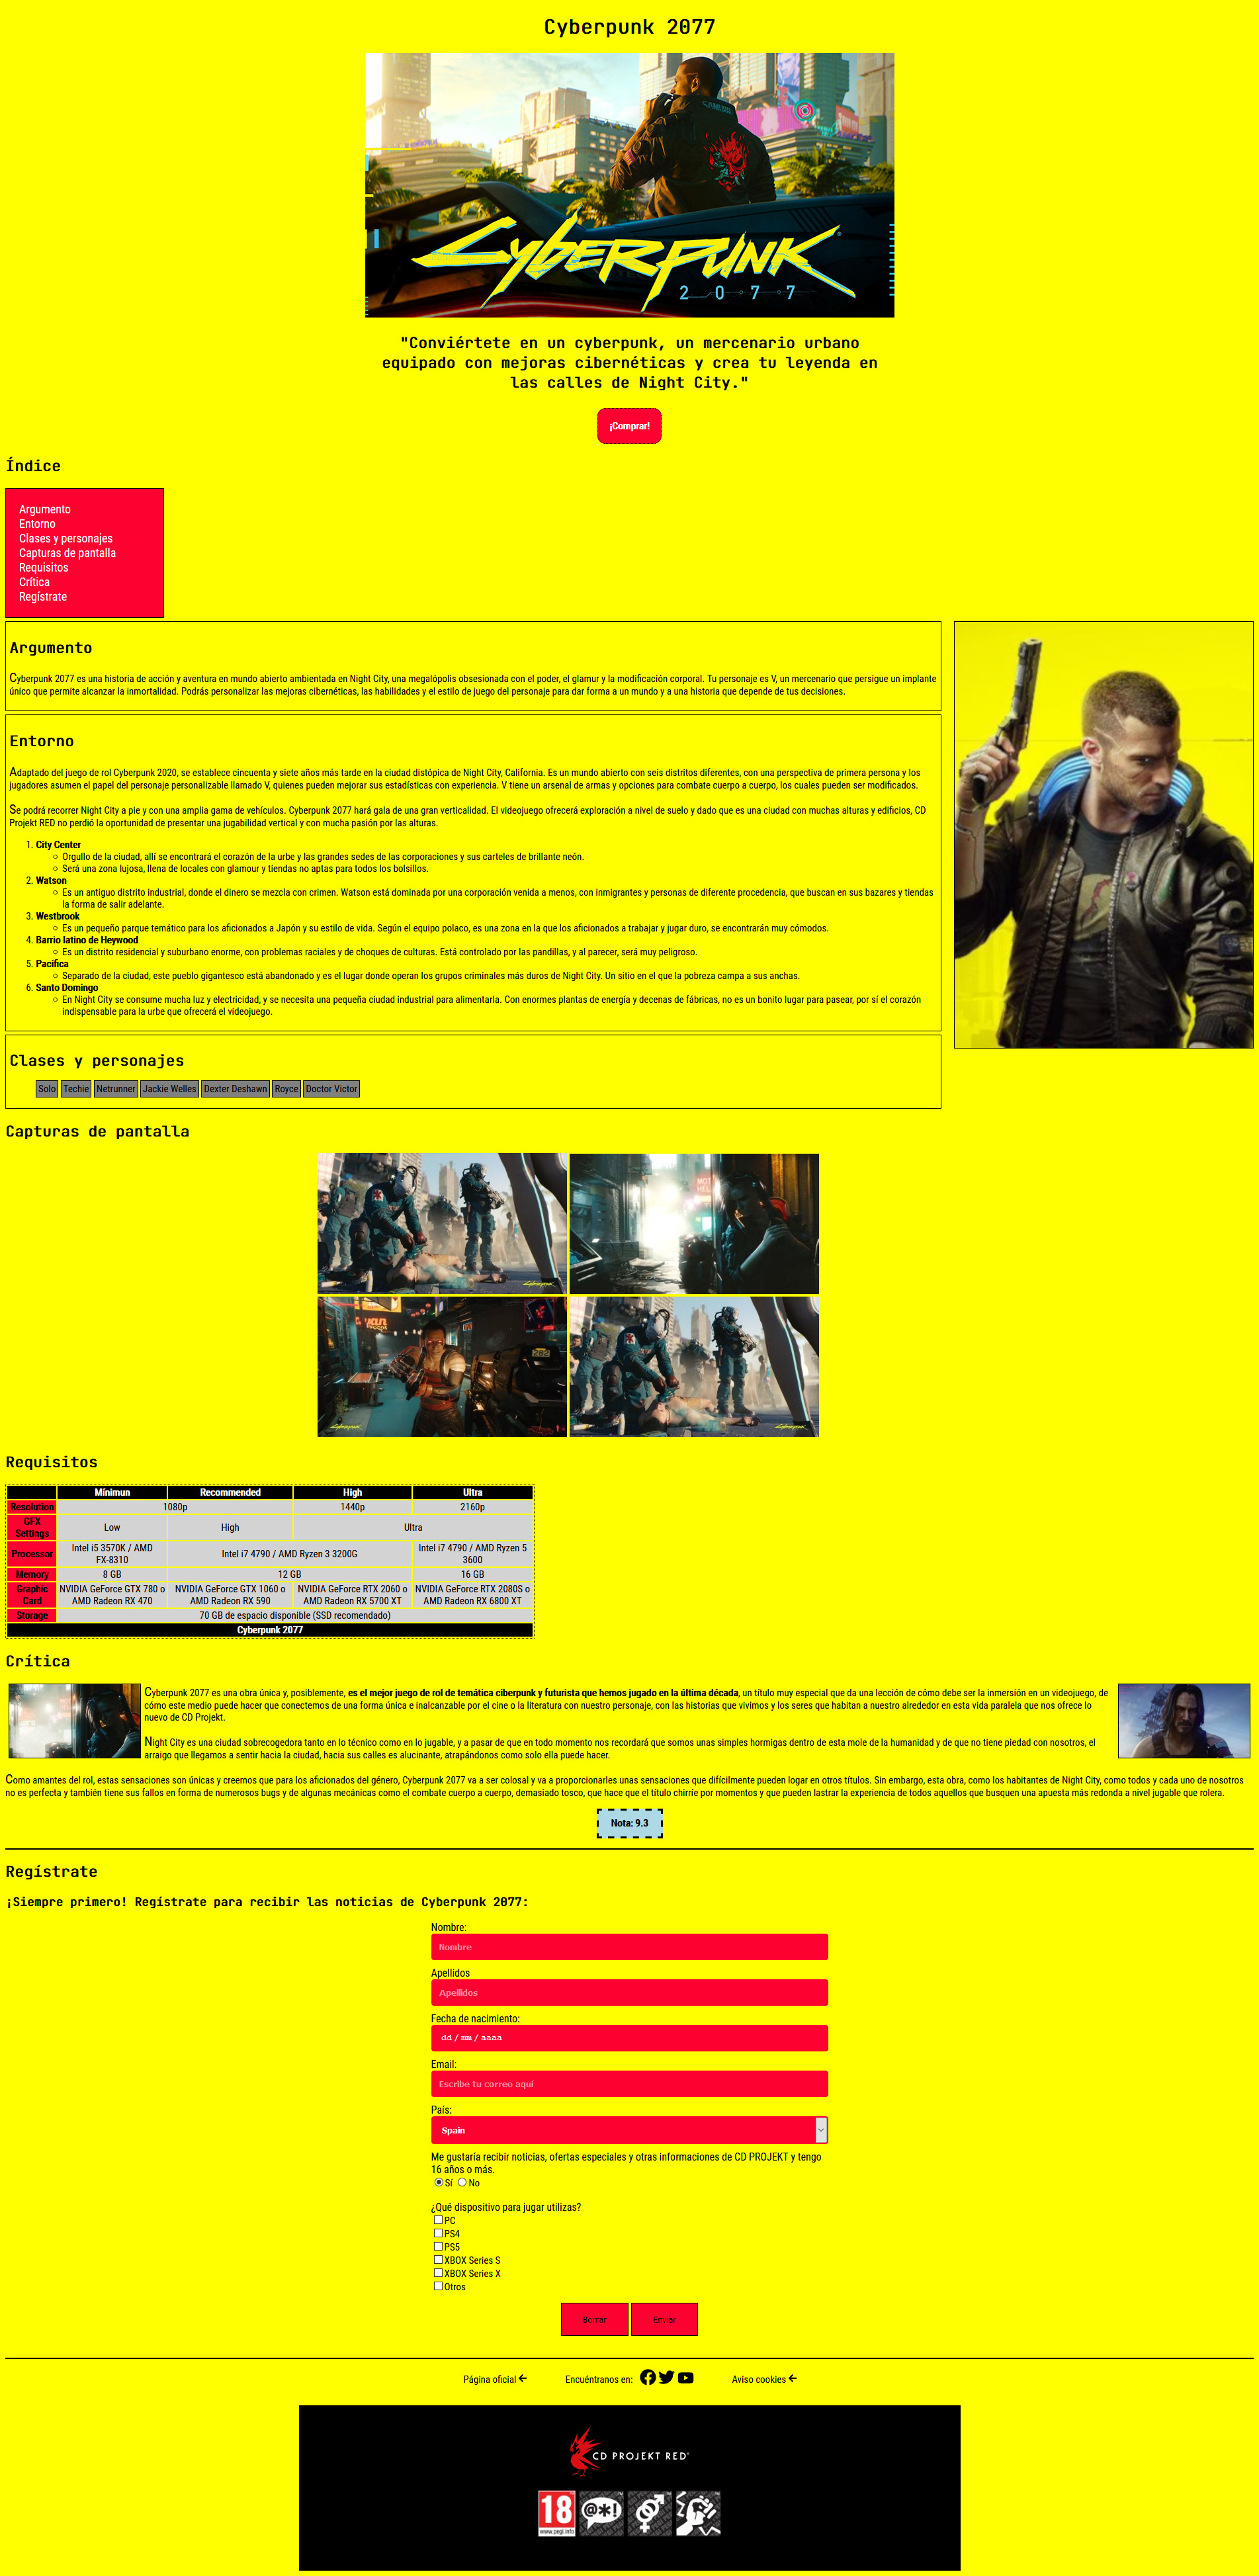 Cyberpunk 2077
SAMURAI
CYBERPUNK
2077
"Conviértete en un cyberpunk, un mercenario urbano
equipado con mejoras cibernéticas y crea tu leyenda en
las calles de Night City."
¡Comprar!
Índice
Argumento
Entorno
Clases y personajes
Capturas de pantalla
Requisitos
Crítica
Regístrate
Argumento
Cyberpunk 2077 es una historia de acción y aventura en mundo abierto ambientada en Night City, una megalópolis obsesionada con el poder, el glamur y la modificación corporal. Tu personaje es V, un mercenario que persigue un implante
único que permite alcanzar la inmortalidad. Podrás personalizar las mejoras cibernéticas, las habilidades y el estilo de juego del personaje para dar forma a un mundo y a una historia que depende de tus decisiones.
Entorno
Adaptado del juego de rol Cyberpunk 2020, se establece cincuenta y siete años más tarde en la ciudad distópica de Night City, California. Es un mundo abierto con seis distritos diferentes, con una perspectiva de primera persona y los
jugadores asumen el papel del personaje personalizable llamado V, quienes pueden mejorar sus estadísticas con experiencia. V tiene un arsenal de armas y opciones para combate cuerpo a cuerpo, los cuales pueden ser modificados.
Se podrá recorrer Night City a pie y con una amplia gama de vehículos. Cyberpunk 2077 hará gala de una gran verticalidad. El videojuego ofrecerá exploración a nivel de suelo y dado que es una ciudad con muchas alturas y edificios, CD
Projekt RED no perdió la oportunidad de presentar una jugabilidad vertical y con mucha pasión por las alturas.
1. City Center
Orgullo de la ciudad, allí se encontrará el corazón de la urbe y las grandes sedes de las corporaciones y sus carteles de brillante neón.
Será una zona lujosa, llena de locales con glamour y tiendas no aptas para todos los bolsillos.
2. Watson
Es un antiguo distrito industrial, donde el dinero se mezcla con crimen. Watson está dominada por una corporación venida a menos, con inmigrantes y personas de diferente procedencia, que buscan en sus bazares y tiendas
la forma de salir adelante.
3. Westbrook
Es un pequeño parque temático para los aficionados a Japón y su estilo de vida. Según el equipo polaco, es una zona en la que los aficionados a trabajar y jugar duro, se encontrarán muy cómodos.
4. Barrio latino de Heywood
Es un distrito residencial y suburbano enorme, con problemas raciales y de choques de culturas. Está controlado por las pandillas, y al parecer, será muy peligroso.
5. Pacifica
Separado de la ciudad, este pueblo gigantesco está abandonado y es el lugar donde operan los grupos criminales más duros de Night City. Un sitio en el que la pobreza campa a sus anchas.
6. Santo Domingo
En Night City se consume mucha luz y electricidad, y se necesita una pequeña ciudad industrial para alimentarla. Con enormes plantas de energía y decenas de fábricas, no es un bonito lugar para pasear, por sí el corazón
indispensable para la urbe que ofrecerá el videojuego.
Clases y personajes
Solo Techie Netrunner Jackie Welles Dexter Deshawn Royce Doctor Victor
Capturas de pantalla
Cyberpunk
Cyberpunk
Cyberpunk
Requisitos
Mínimun Recommended High Ultra
Resolution 1080p 1440p 2160p
GFX
Settings Low High Ultra
Processor Intel i5 3570K / AMD
FX-8310 Intel i7 4790 / AMD Ryzen 3 3200G Intel i7 4790 / AMD Ryzen 5
3600
Memory 8 GB 12 GB 16 GB
Graphic NVIDIA GeForce GTX 780 o NVIDIA GeForce GTX 1060 o NVIDIA GeForce RTX 2060 o NVIDIA GeForce RTX 2080S o
Card AMD Radeon RX 470 AMD Radeon RX 590 AMD Radeon RX 5700 XT AMD Radeon RX 6800 XT
Storage 70 GB de espacio disponible (SSD recomendado)
Cyberpunk 2077
Crítica
Cyberpunk 2077 es una obra única y, posiblemente, es el mejor juego de rol de temática ciberpunk y futurista que hemos jugado en la última década, un título muy especial que da una lección de cómo debe ser la inmersión en un videojuego, de
cómo este medio puede hacer que conectemos de una forma única e inalcanzable por el cine o la literatura con nuestro personaje, con las historias que vivimos y los seres que habitan a nuestro alrededor en esta vida paralela que nos ofrece lo
nuevo de CD Projekt.
Night City es una ciudad sobrecogedora tanto en lo técnico como en lo jugable, y a pasar de que en todo momento nos recordará que somos unas simples hormigas dentro de esta mole de la humanidad y de que no tiene piedad con nosotros, el
arraigo que llegamos a sentir hacia la ciudad, hacia sus calles es alucinante, atrapándonos como solo ella puede hacer.
Como amantes del rol, estas sensaciones son únicas y creemos que para los aficionados del género, Cyberpunk 2077 va a ser colosal y va a proporcionarles unas sensaciones que difícilmente pueden logar en otros títulos. Sin embargo, esta obra, como los habitantes de Night City, como todos y cada uno de nosotros
no es perfecta y también tiene sus fallos en forma de numerosos bugs y de algunas mecánicas como el combate cuerpo a cuerpo, demasiado tosco, que hace que el título chirríe por momentos y que pueden lastrar la experiencia de todos aquellos que busquen una apuesta más redonda a nivel jugable que rolera.
Nota: 9.3
Regístrate
¡Siempre primero! Regístrate para recibir las noticias de Cyberpunk 2077:
Nombre:
Nombre
Apellidos
Apellidos
Fecha de nacimiento:
dd / mm / aaaa
Email:
Escribe tu correo aquí
País:
Spain
Me gustaría recibir noticias, ofertas especiales y otras informaciones de CD PROJEKT y tengo
16 años o más.
Sí No
¿Qué dispositivo para jugar utilizas?
PC
PS4
PS5
XBOX Series S
XBOX Series X
Otros
Borrar Enviar
Página oficial Encuéntranos en: Aviso cookies
CD PROJEKT RED®
18 @*!
www.pegi.info